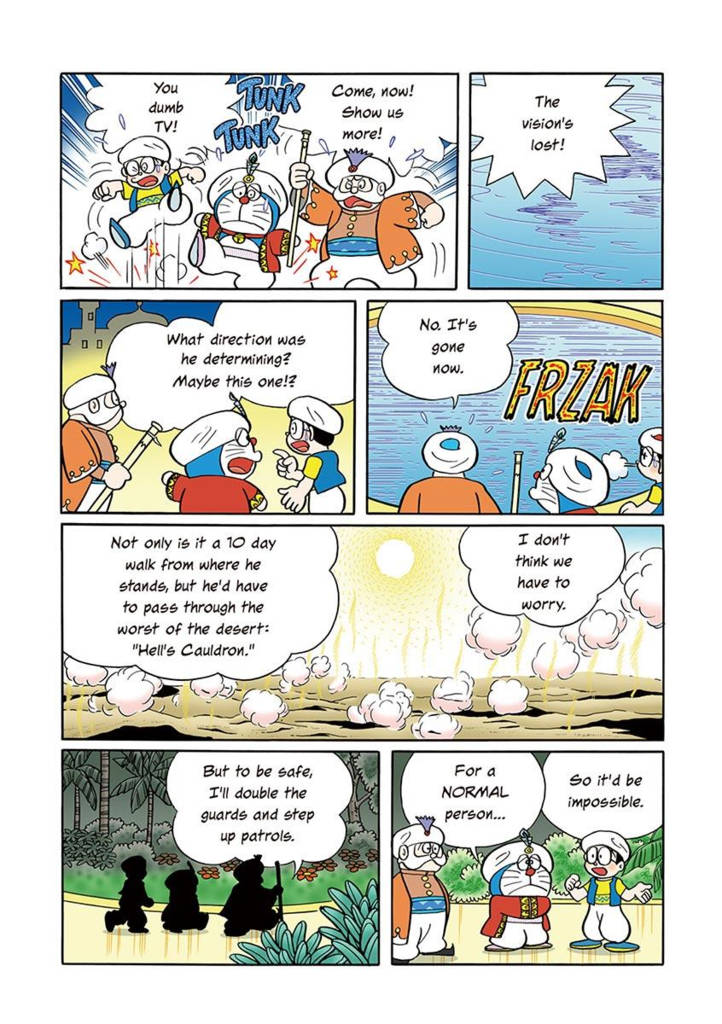 You
dumb
TV!
TUNK
TUNK
Come, now!
Show us
more!
The
vision's
lost!
What direction was
he determining?
Maybe this one!?
No. It's
gone
now.
FRZAK
Not only is it a 10 day
walk from where he
stands, but he'd have
to pass through the
worst of the desert:
"Hell's Cauldron."
I don't
think we
have to
worry.
But to be safe,
I'll double the
guards and step
up patrols.
For a
NORMAL
person...
So it'd be
impossible.